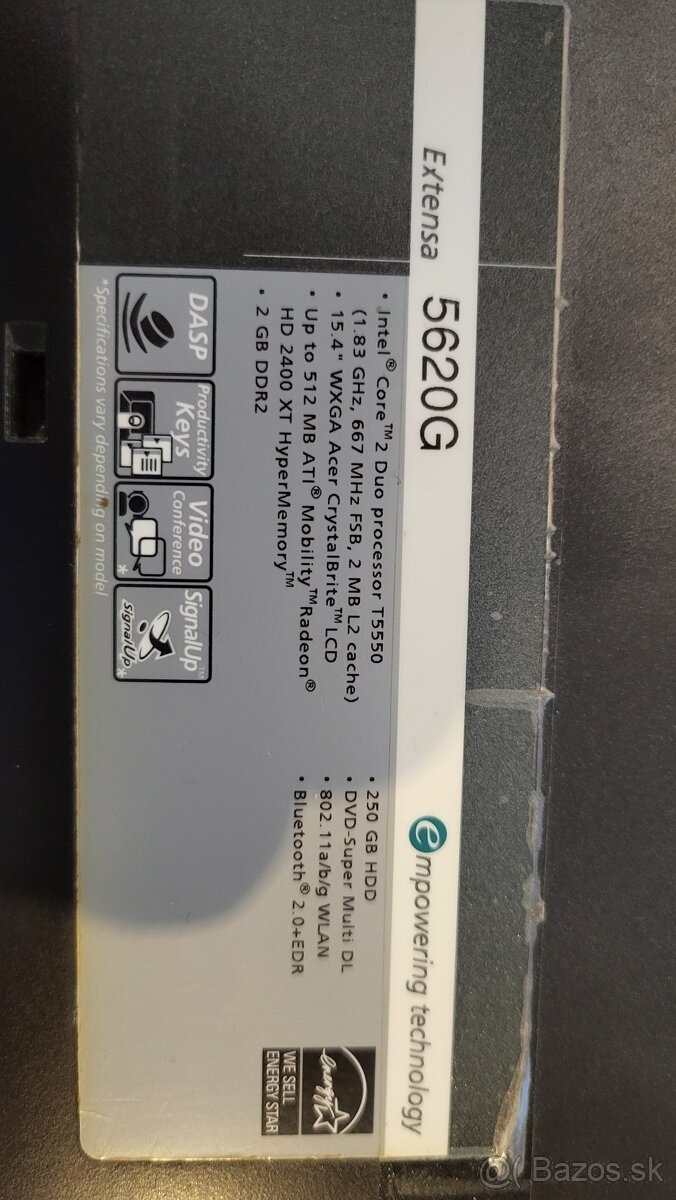 Extensa 5620G
empowering technology
• Intel® Core™2 Duo processor T5550
(1.83 GHz, 667 MHz FSB, 2 MB L2 cache)
• 15.4" WXGA Acer CrystalBrite™ LCD
• Up to 512 MB ATI® Mobility™ Radeon®
HD 2400 XT HyperMemory™
• 2 GB DDR2
• 250 GB HDD
• DVD-Super Multi DL
• 802.11a/b/g WLAN
• Bluetooth® 2.0+EDR
DASP
Productivity
Keys
Video
Conference
*
SignalUp™
SignalUp
*
*Specifications vary depending on model
energy
WE SELL
ENERGY STAR
Bazos.sk